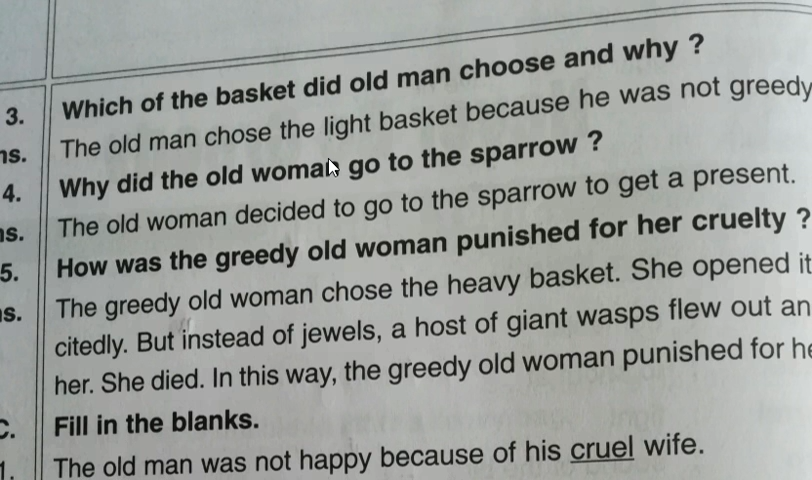 3. Which of the basket did old man choose and why ?
ns. The old man chose the light basket because he was not greedy
4. Why did the old woman go to the sparrow ?
ns. The old woman decided to go to the sparrow to get a present.
5. How was the greedy old woman punished for her cruelty ?
s. The greedy old woman chose the heavy basket. She opened it
citedly. But instead of jewels, a host of giant wasps flew out an
her. She died. In this way, the greedy old woman punished for he
C. Fill in the blanks.
1. The old man was not happy because of his cruel wife.